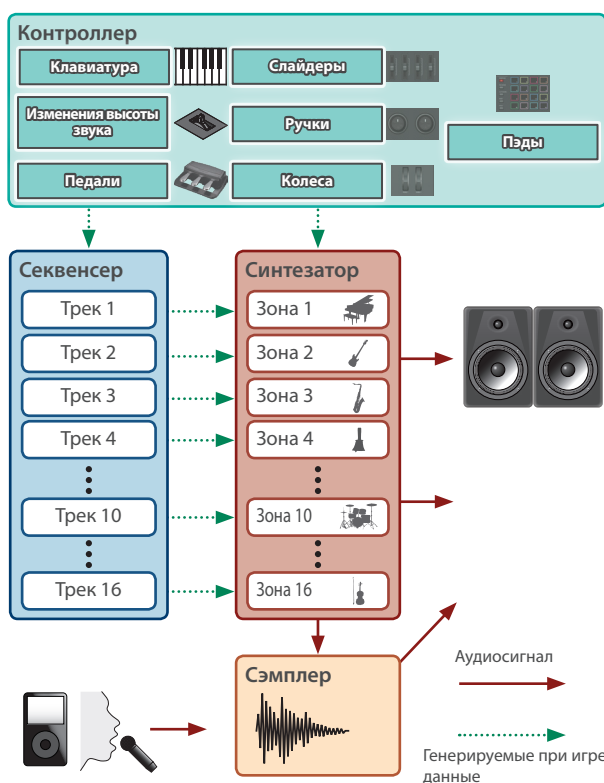 Контроллер
Клавиатура
Слайдеры
Изменения высоты
звука
Ручки
Пэды
Педали
Колеса
Секвенсер
Синтезатор
Трек 1
Зона 1
Трек 2
Зона 2
Трек 3
Зона 3
Трек 4
Зона 4
Трек 10
Зона 10
Трек 16
Зона 16
Сэмплер
Аудиосигнал
Генерируемые при игре
данные